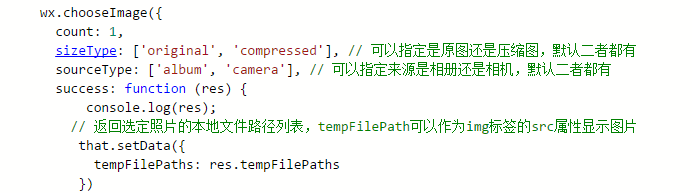 wx.chooseImage({
count: 1,
sizeType: ['original', 'compressed'], // 可以指定是原图还是压缩图，默认二者都有
sourceType: ['album', 'camera'], // 可以指定来源是相册还是相机，默认二者都有
success: function (res) {
console.log(res);
// 返回选定照片的本地文件路径列表，tempFilePath可以作为img标签的src属性显示图片
that.setData({
tempFilePaths: res.tempFilePaths
})